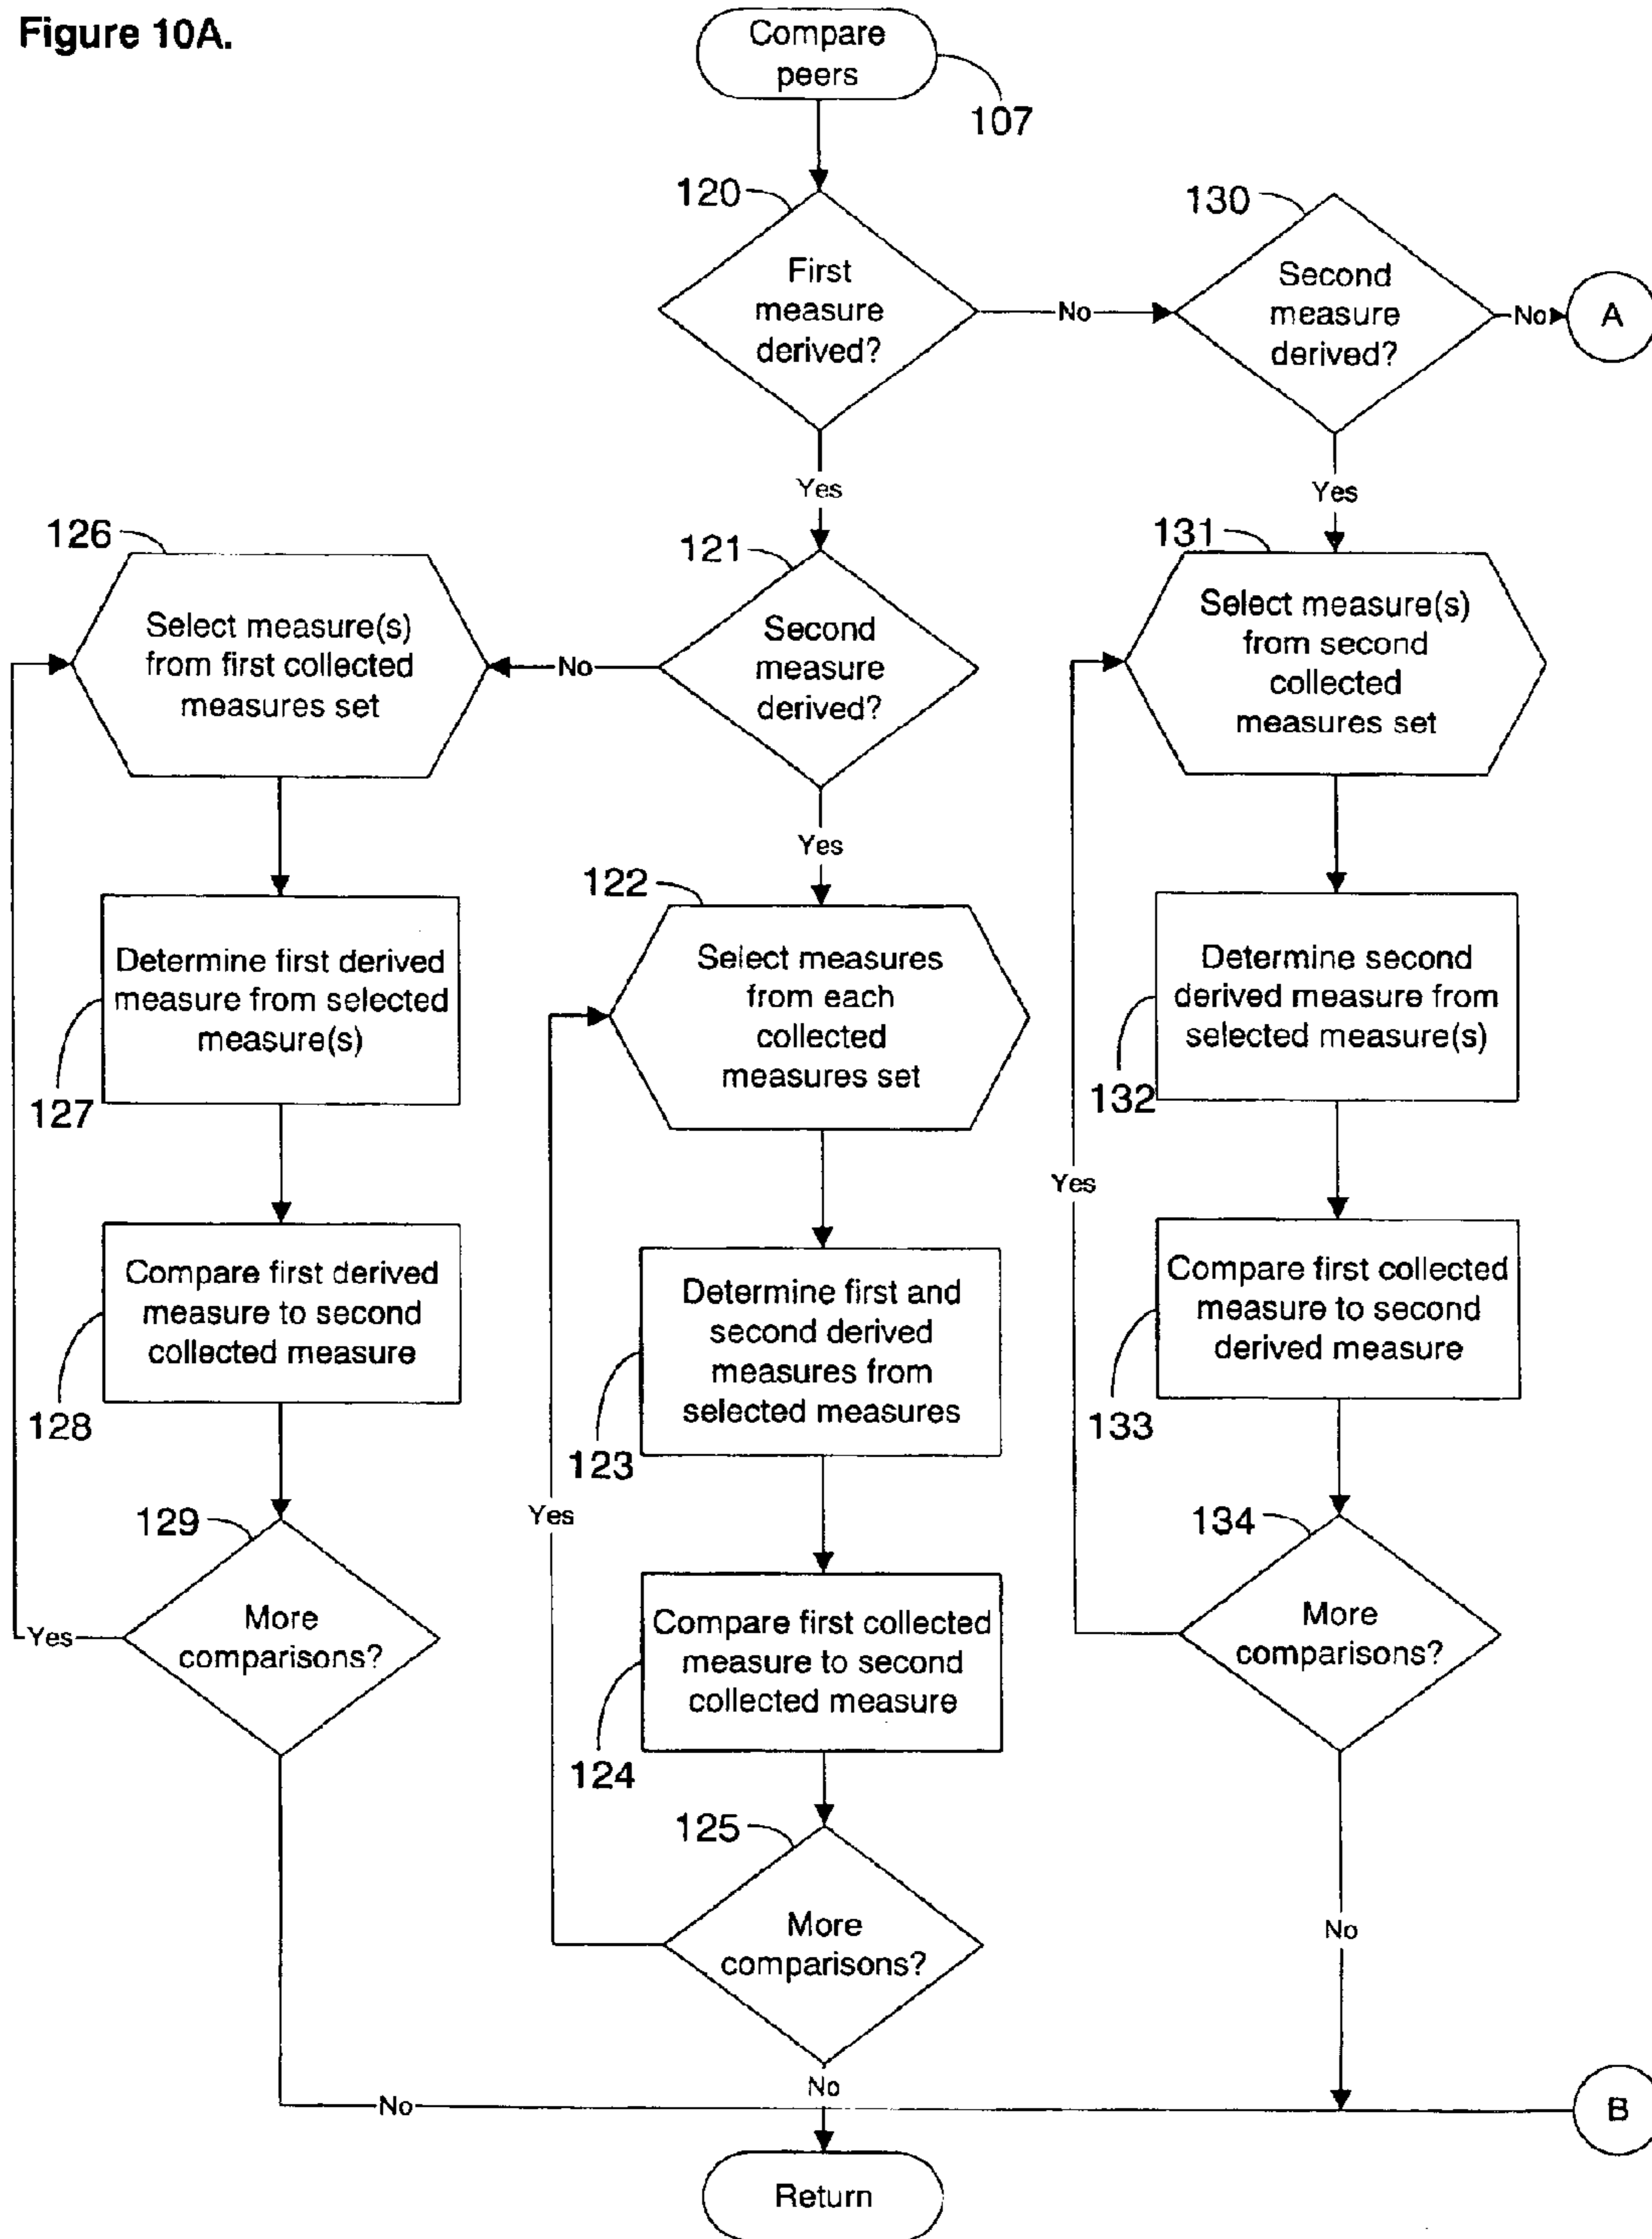 Figure 10A.
Compare
peers
107
120
First
measure
derived?
No
130
Second
measure
derived?
No
A
Yes
Yes
126
Select measure(s)
from first collected
measures set
No
121
Second
measure
derived?
131
Select measure(s)
from second
collected
measures set
Yes
122
Select measures
from each
collected
measures set
Determine first derived
measure from selected
measure(s)
127
Determine second
derived measure from
selected measure(s)
132
Yes
Compare first derived
measure to second
collected measure
128
Determine first and
second derived
measures from
selected measures
123
Compare first collected
measure to second
derived measure
133
Yes
129
More
comparisons?
Yes
Compare first collected
measure to second
collected measure
124
134
More
comparisons?
125
More
comparisons?
No
No
No
B
Return